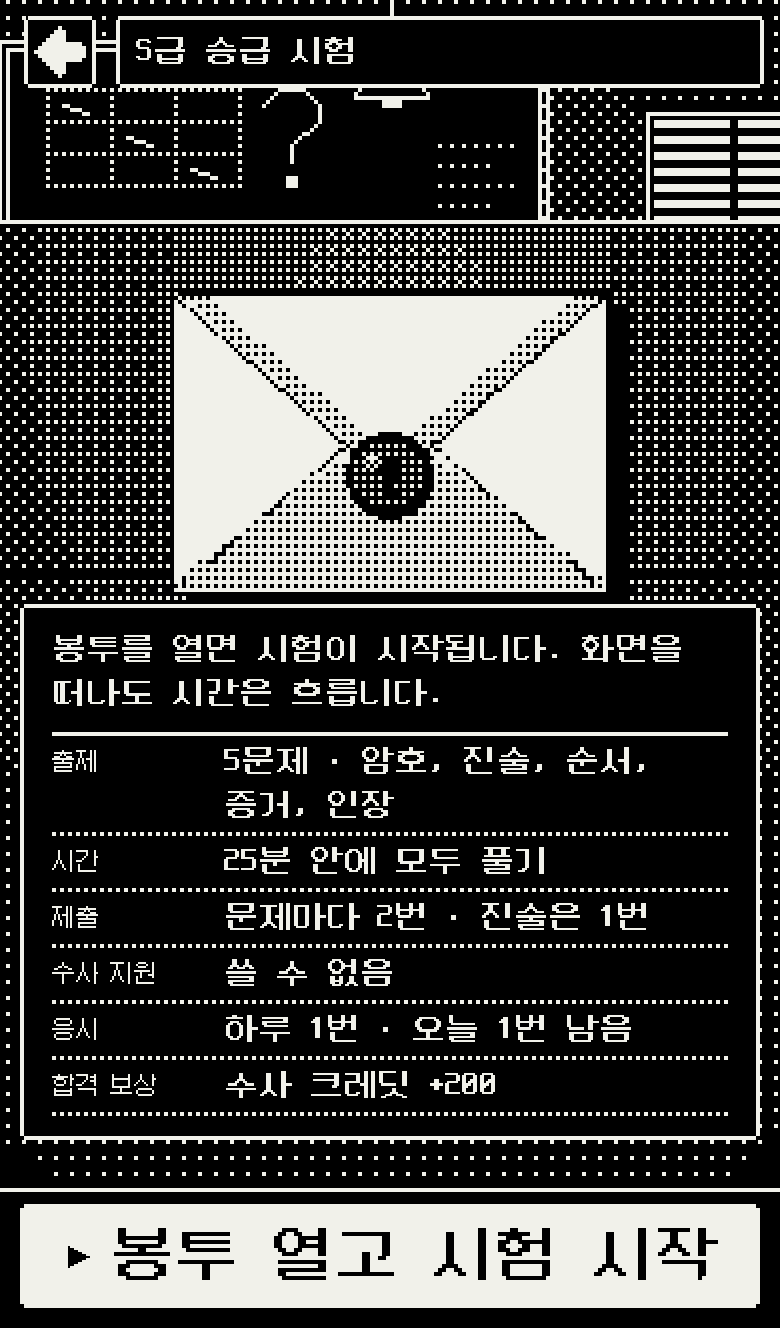 S급 승급 시험
?
봉투를 열면 시험이 시작됩니다. 화면을
떠나도 시간은 흐릅니다.
출제 5문제 · 암호, 진술, 순서,
증거, 인장
시간 25분 안에 모두 풀기
제출 문제마다 2번 · 진술은 1번
수사 지원 쓸 수 없음
응시 하루 1번 · 오늘 1번 남음
합격 보상 수사 크레딧 +200
▶ 봉투 열고 시험 시작